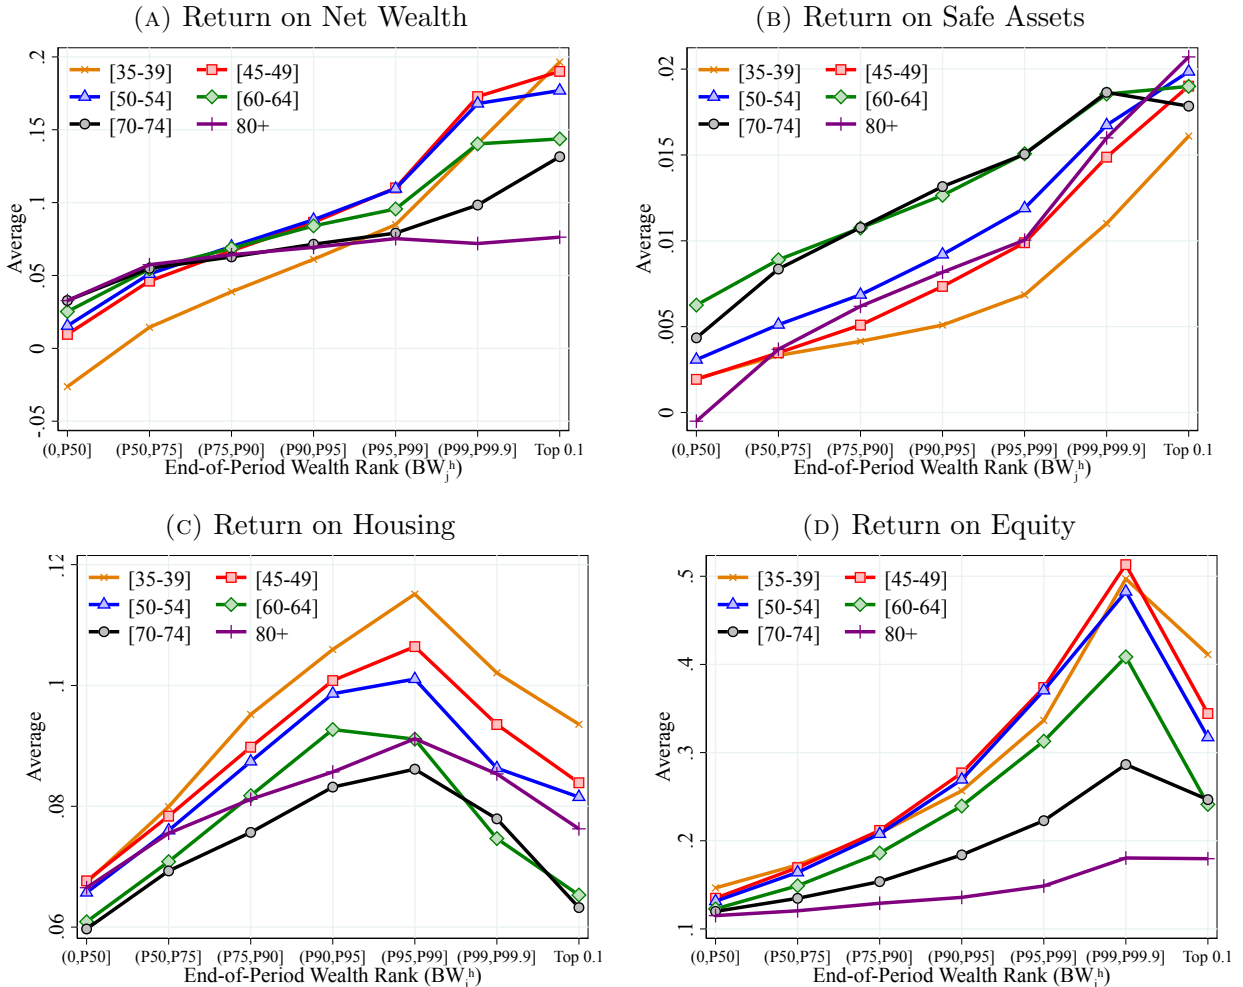 (A) Return on Net Wealth
.2
.15
.1
.05
0
-.05
Average
[35-39]
[45-49]
[50-54]
[60-64]
[70-74]
80+
(0,P50]
(P50,P75]
(P75,P90]
(P90,P95]
(P95,P99]
(P99,P99.9]
Top 0.1
End-of-Period Wealth Rank (BW_j^h)
(B) Return on Safe Assets
.02
.015
.01
.005
0
Average
[35-39]
[45-49]
[50-54]
[60-64]
[70-74]
80+
(0,P50]
(P50,P75]
(P75,P90]
(P90,P95]
(P95,P99]
(P99,P99.9]
Top 0.1
End-of-Period Wealth Rank (BW_j^h)
(C) Return on Housing
.12
.1
.08
.06
Average
[35-39]
[45-49]
[50-54]
[60-64]
[70-74]
80+
(0,P50]
(P50,P75]
(P75,P90]
(P90,P95]
(P95,P99]
(P99,P99.9]
Top 0.1
End-of-Period Wealth Rank (BW_j^h)
(D) Return on Equity
.5
.4
.3
.2
.1
Average
[35-39]
[45-49]
[50-54]
[60-64]
[70-74]
80+
(0,P50]
(P50,P75]
(P75,P90]
(P90,P95]
(P95,P99]
(P99,P99.9]
Top 0.1
End-of-Period Wealth Rank (BW_j^h)